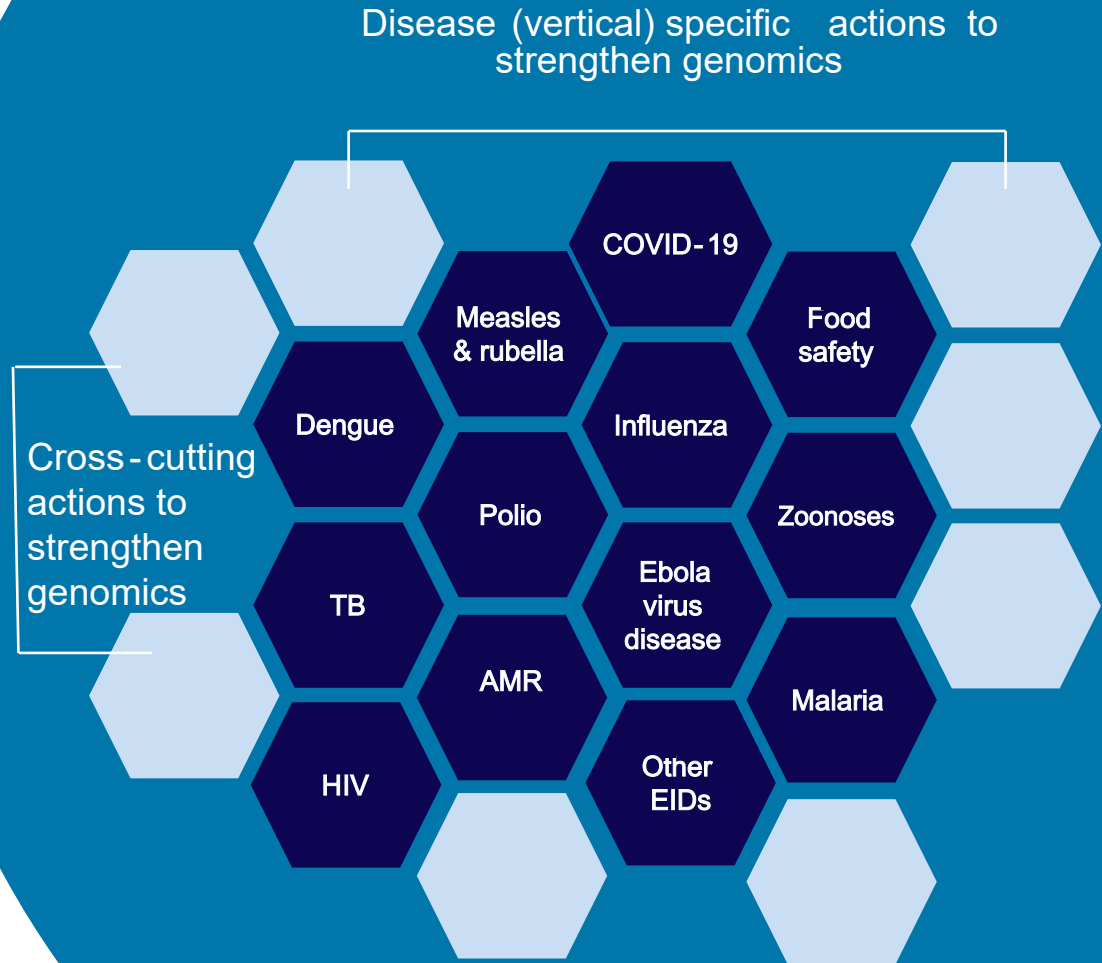 Disease (vertical) specific actions to
strengthen genomics
COVID-19
Measles
& rubella
Food
safety
Dengue
Influenza
Cross-cutting
actions to
strengthen
genomics
Polio
Zoonoses
TB
Ebola
virus
disease
AMR
Malaria
HIV
Other
EIDs